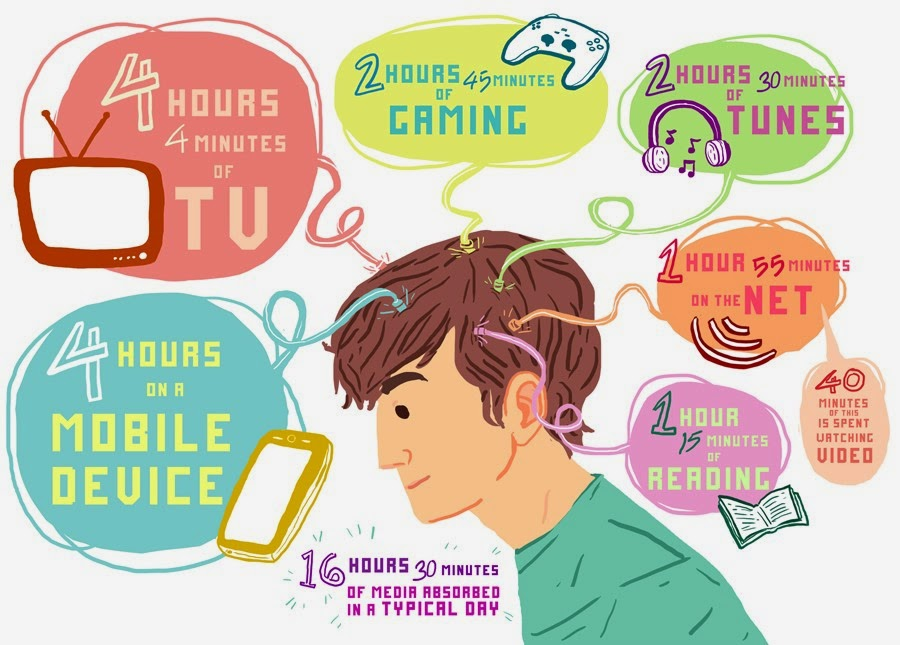 4 HOURS
4 MINUTES
OF
TV
2 HOURS 45 MINUTES
OF
GAMING
2 HOURS 30 MINUTES
OF
TUNES
1 HOUR 55 MINUTES
ON THE NET
40
MINUTES
OF THIS
IS SPENT
WATCHING
VIDEO
4 HOURS
ON A
MOBILE
DEVICE
1 HOUR
15 MINUTES
OF
READING
16 HOURS 30 MINUTES
OF MEDIA ABSORBED
IN A TYPICAL DAY